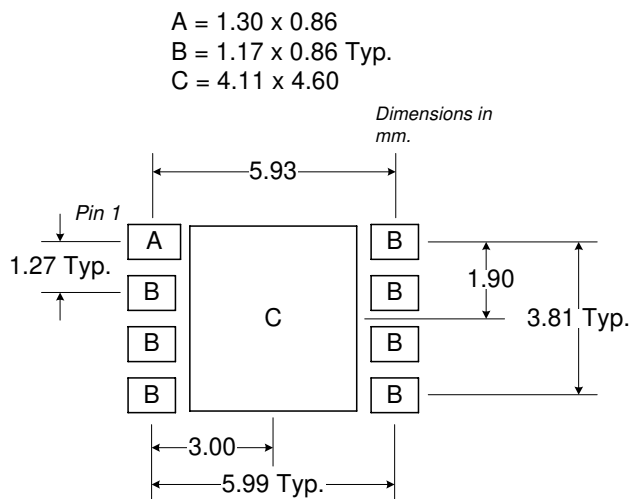 A = 1.30 x 0.86
B = 1.17 x 0.86 Typ.
C = 4.11 x 4.60
Dimensions in
mm.
5.93
Pin 1
A
B
1.27 Typ.
1.90
B
B
C
3.81 Typ.
B
B
B
B
3.00
5.99 Typ.